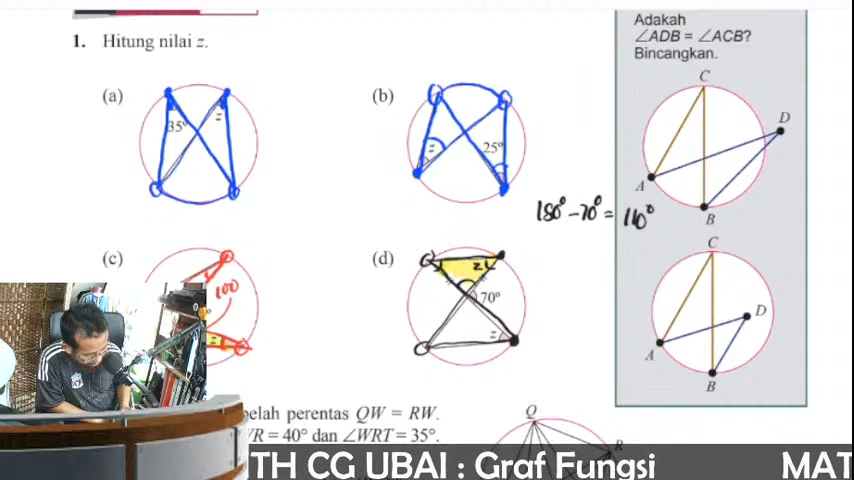 1. Hitung nilai z.
(a)
35°
z
(b)
z
25°
180° - 70° = 110°
(c)
100
z
(d)
z
70°
z
elah perentas QW = RW.
VR = 40° dan ∠WRT = 35°.
Q
R
Adakah
∠ADB = ∠ACB?
Bincangkan.
C
D
A
B
C
D
A
B
TH CG UBAI : Graf Fungsi
MAT